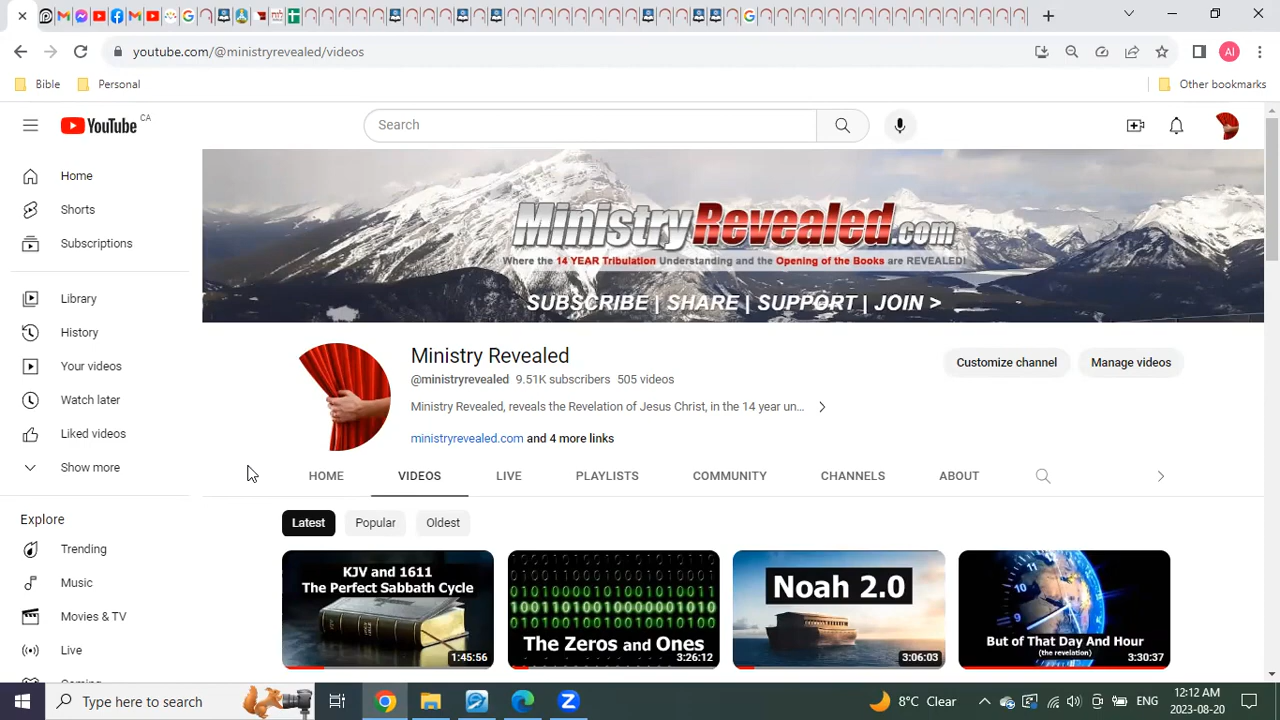 youtube.com/@ministryrevealed/videos
AI
Bible
Personal
Other bookmarks
YouTube CA
Search
Home
Shorts
Subscriptions
Library
History
Your videos
Watch later
Liked videos
Show more
Explore
Trending
Music
Movies & TV
Live
MinistryRevealed.com
Where the 14 YEAR Tribulation Understanding and the Opening of the Books are REVEALED!
SUBSCRIBE | SHARE | SUPPORT | JOIN >
Ministry Revealed
@ministryrevealed 9.51K subscribers 505 videos
Customize channel
Manage videos
Ministry Revealed, reveals the Revelation of Jesus Christ, in the 14 year un...
ministryrevealed.com and 4 more links
HOME
VIDEOS
LIVE
PLAYLISTS
COMMUNITY
CHANNELS
ABOUT
Latest
Popular
Oldest
KJV and 1611
The Perfect Sabbath Cycle
1:45:56
100110100100000001010
The Zeros and Ones
3:26:12
Noah 2.0
3:06:03
But of That Day And Hour
(the revelation)
3:30:37
Type here to search
8°C Clear
ENG
12:12 AM
2023-08-20